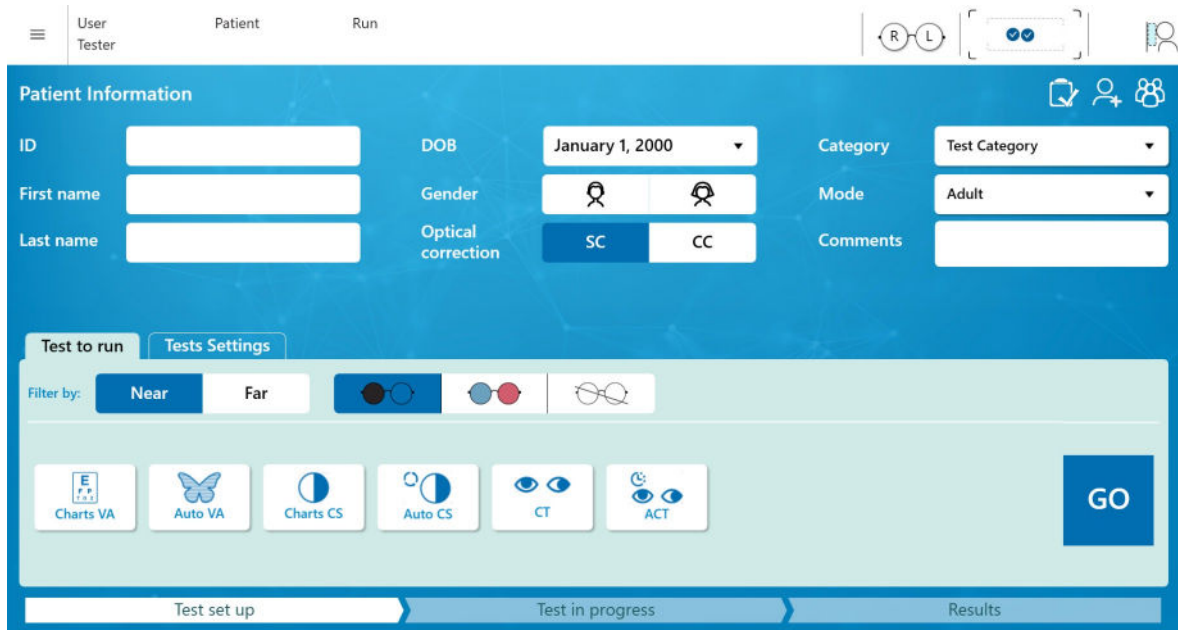 User Patient Run
Tester
R L
Patient Information
ID DOB January 1, 2000 Category Test Category
First name Gender Mode Adult
Last name Optical correction SC CC Comments
Test to run Tests Settings
Filter by: Near Far
E
F P
Charts VA Auto VA Charts CS Auto CS CT ACT
GO
Test set up Test in progress Results